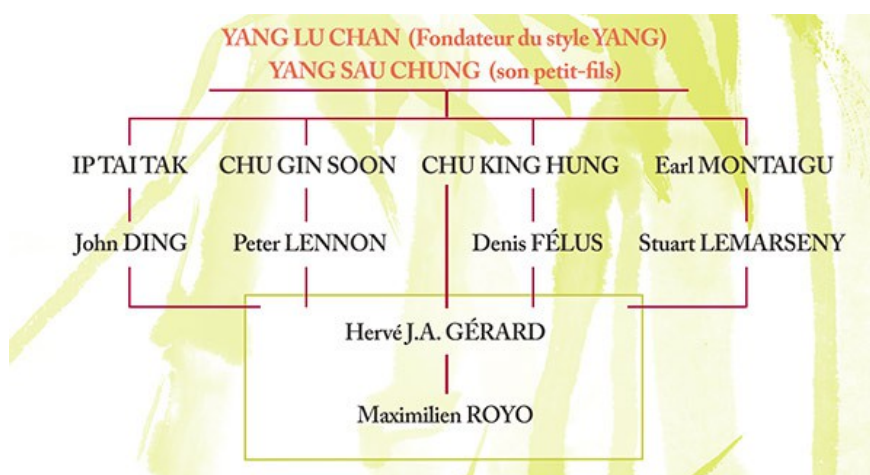 YANG LU CHAN (Fondateur du style YANG)
YANG SAU CHUNG (son petit-fils)
IP TAI TAK CHU GIN SOON CHU KING HUNG Earl MONTAIGU
John DING Peter LENNON Denis FÉLUS Stuart LEMARSENY
Hervé J.A. GÉRARD
Maximilien ROYO